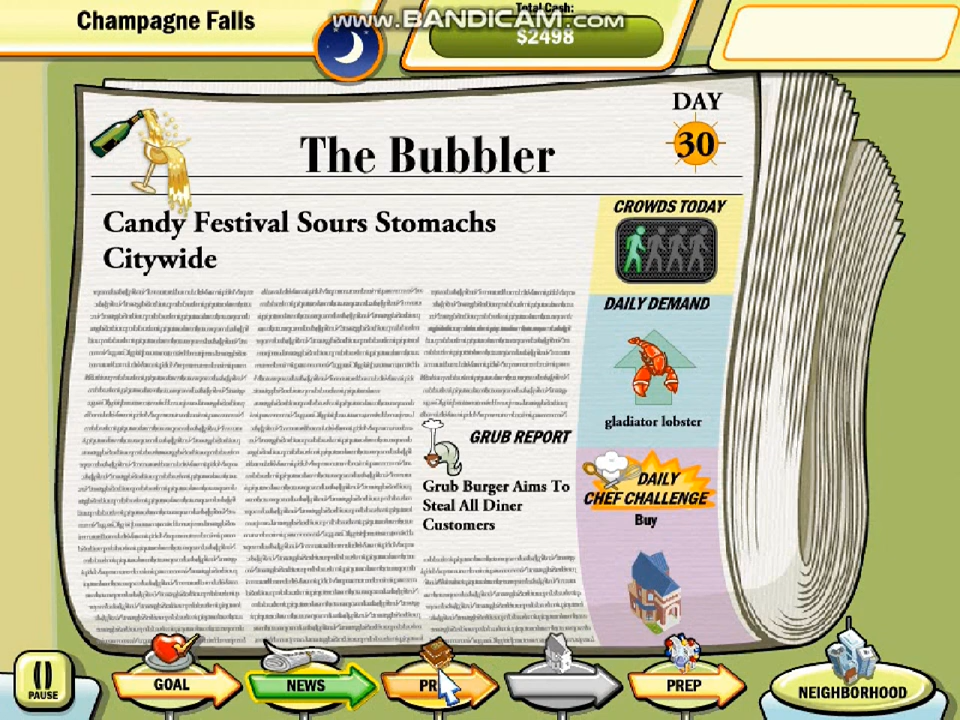 Champagne Falls
www.BANDICAM.com
Total Cash:
$2498
DAY
30
The Bubbler
Candy Festival Sours Stomachs
Citywide
CROWDS TODAY
DAILY DEMAND
gladiator lobster
GRUB REPORT
Grub Burger Aims To
Steal All Diner
Customers
DAILY
CHEF CHALLENGE
Buy
PAUSE
GOAL
NEWS
PR
PREP
NEIGHBORHOOD